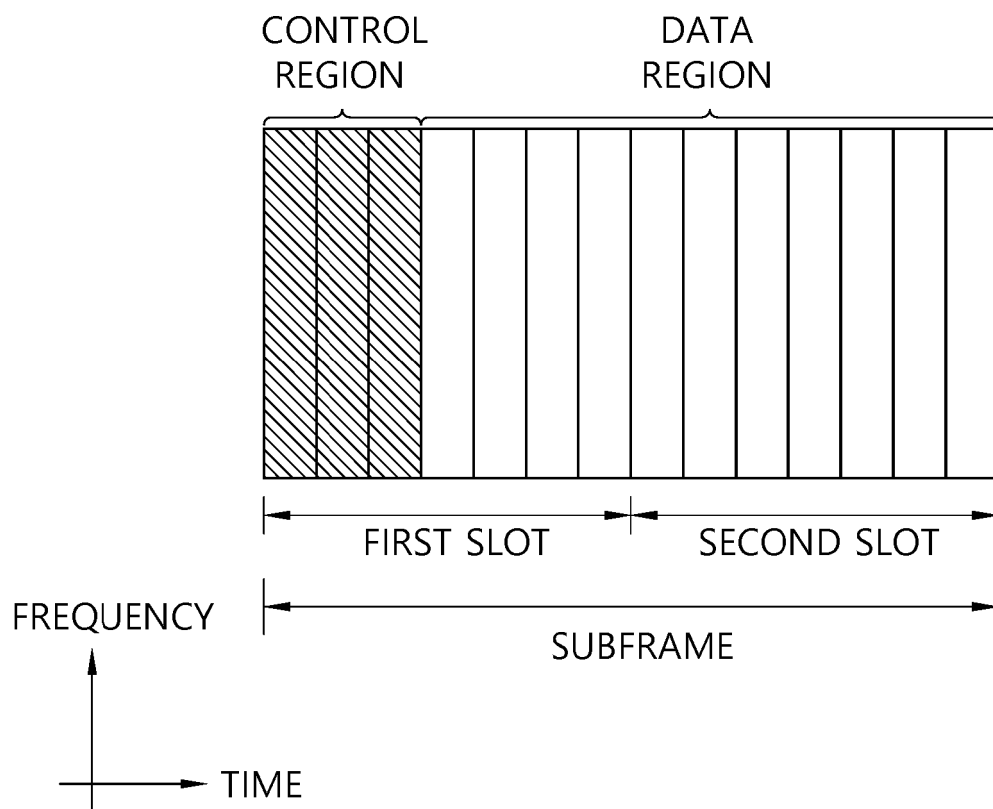 CONTROL
REGION
DATA
REGION
FIRST SLOT
SECOND SLOT
SUBFRAME
FREQUENCY
TIME